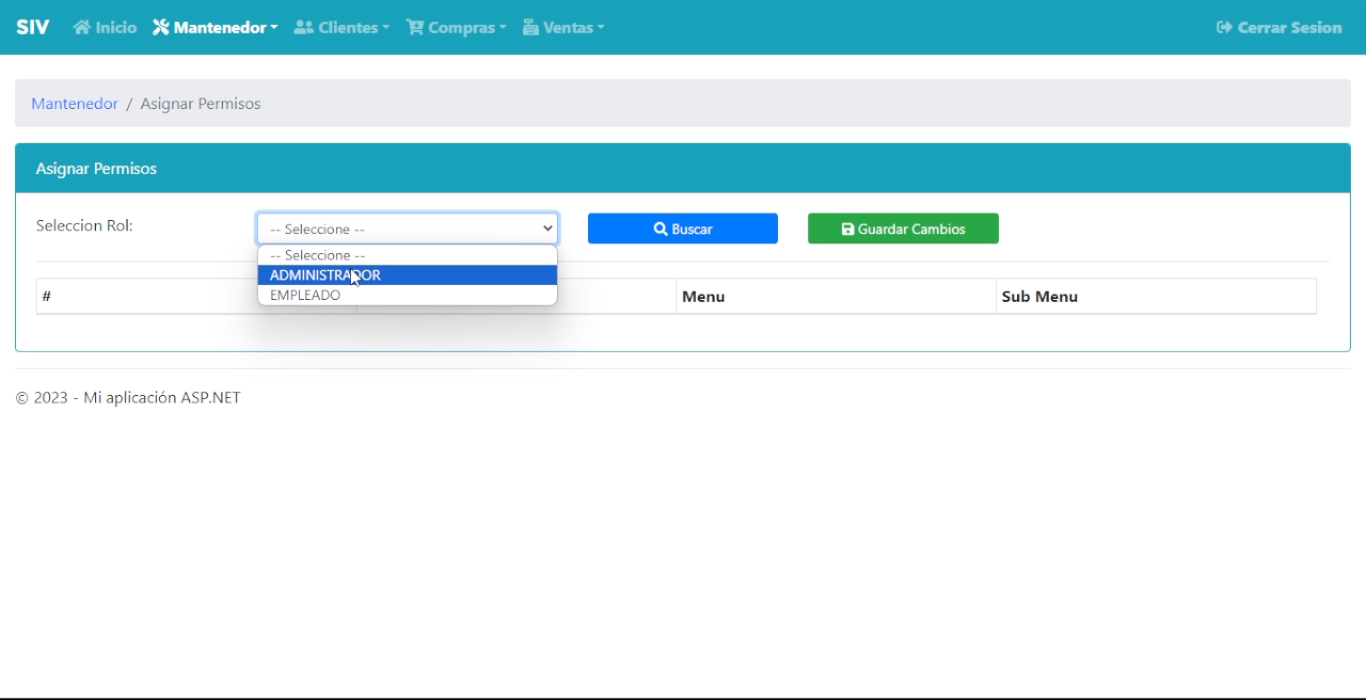 SIV Inicio Mantenedor Clientes Compras Ventas Cerrar Sesion
Mantenedor / Asignar Permisos
Asignar Permisos
Seleccion Rol: -- Seleccione -- Buscar Guardar Cambios
-- Seleccione --
ADMINISTRADOR
EMPLEADO
# Menu Sub Menu
© 2023 - Mi aplicación ASP.NET